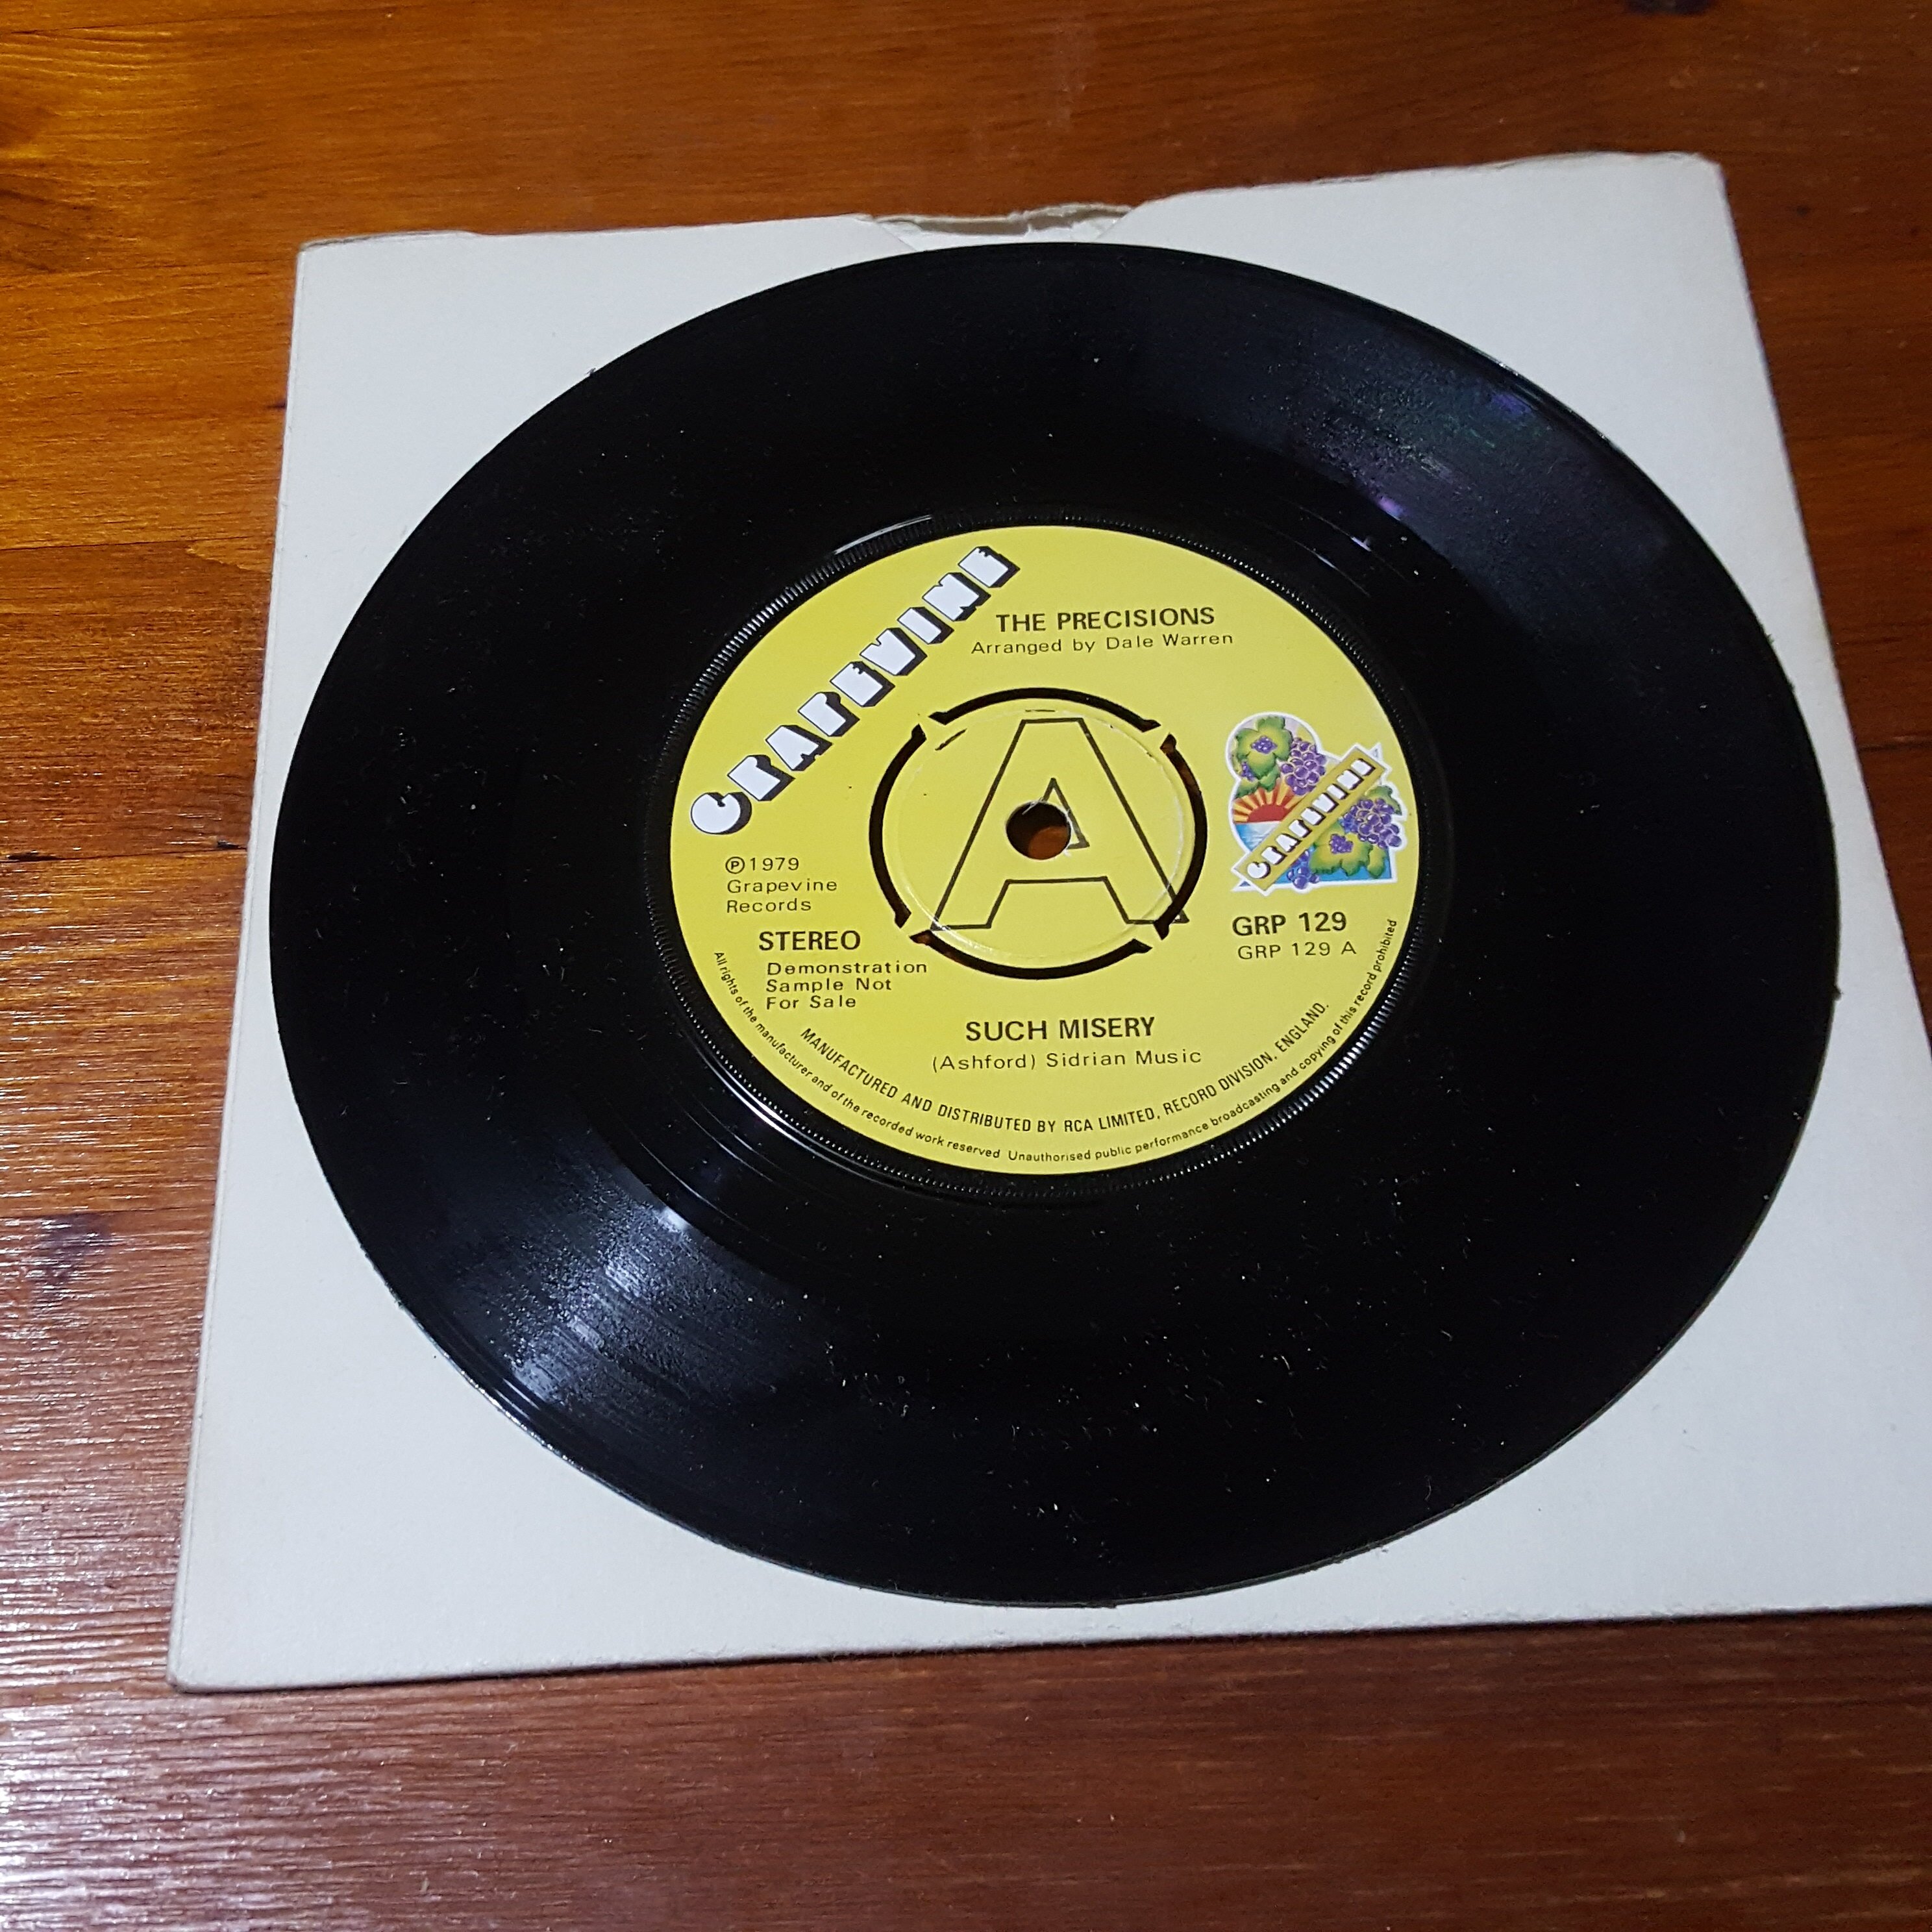 GRAPEVINE
THE PRECISIONS
Arranged by Dale Warren
A
GRAPEVINE
Ⓟ1979
Grapevine
Records
STEREO
Demonstration
Sample Not
For Sale
GRP 129
GRP 129 A
SUCH MISERY
(Ashford) Sidrian Music
MANUFACTURED AND DISTRIBUTED BY RCA LIMITED, RECORD DIVISION, ENGLAND.
All rights of the manufacturer and of the recorded work reserved Unauthorised public performance broadcasting and copying of this record prohibited